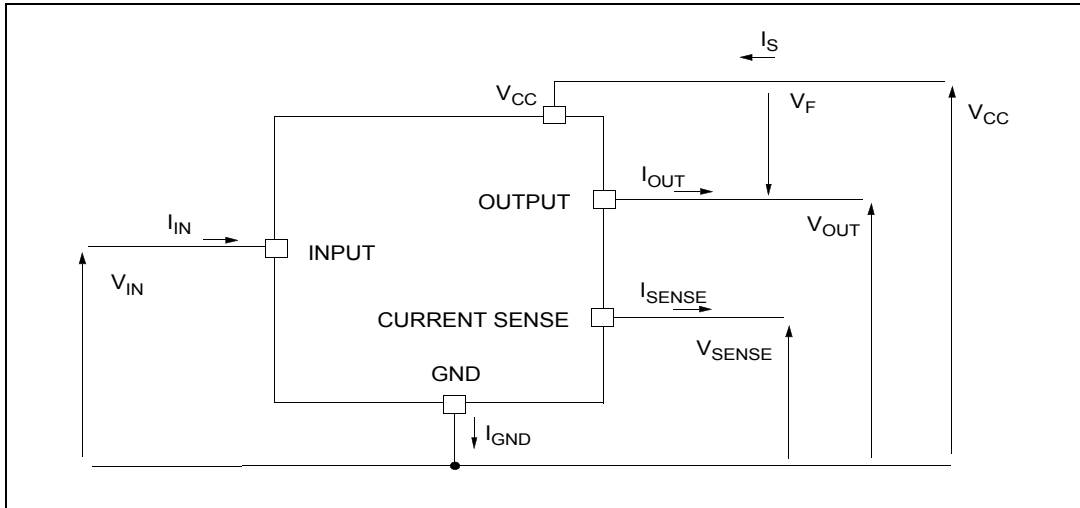 I_S
V_CC
V_F
V_CC
I_OUT
OUTPUT
V_OUT
I_IN
INPUT
V_IN
I_SENSE
CURRENT SENSE
V_SENSE
GND
I_GND